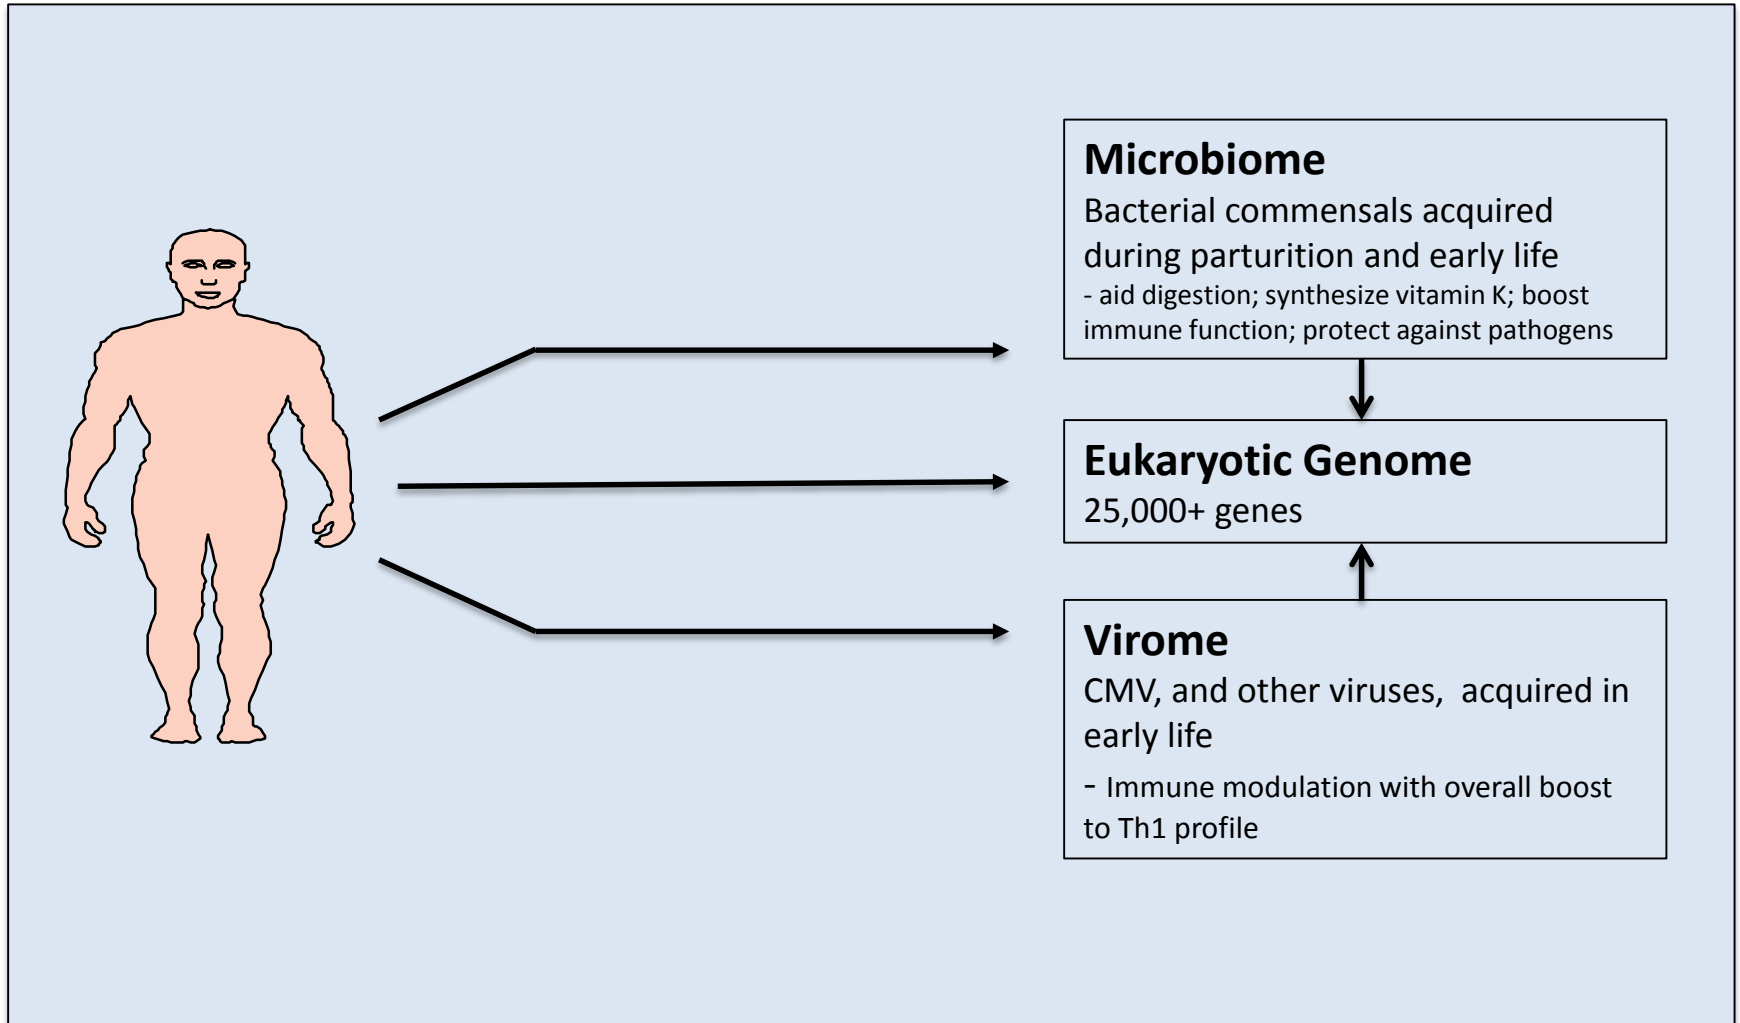 Microbiome
Bacterial commensals acquired
during parturition and early life
- aid digestion; synthesize vitamin K; boost
immune function; protect against pathogens
Eukaryotic Genome
25,000+ genes
Virome
CMV, and other viruses,  acquired in
early life
- Immune modulation with overall boost
to Th1 profile